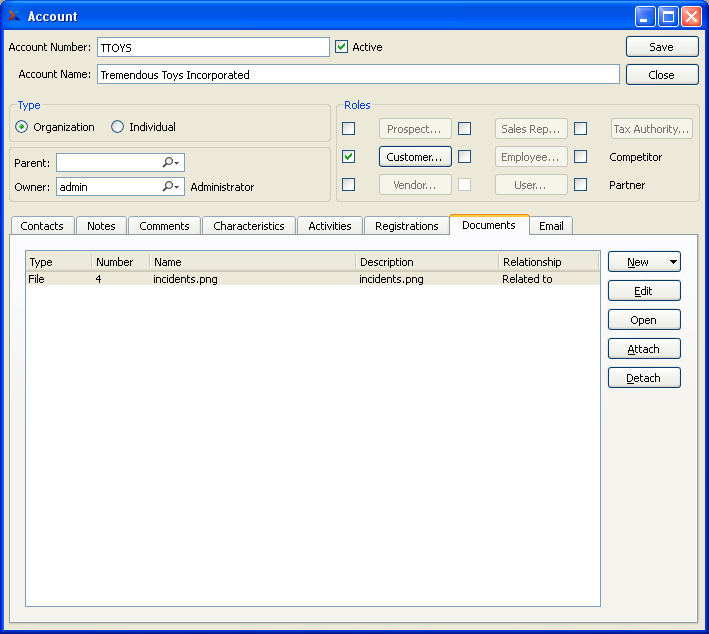 Account
Account Number: TTOYS Active Save
Account Name: Tremendous Toys Incorporated Close
Type Roles
Organization Individual Prospect... Sales Rep... Tax Authority...
Parent: Customer... Employee... Competitor
Owner: admin Administrator Vendor... User... Partner
Contacts Notes Comments Characteristics Activities Registrations Documents Email
Type Number Name Description Relationship New
File 4 incidents.png incidents.png Related to
Edit
Open
Attach
Detach